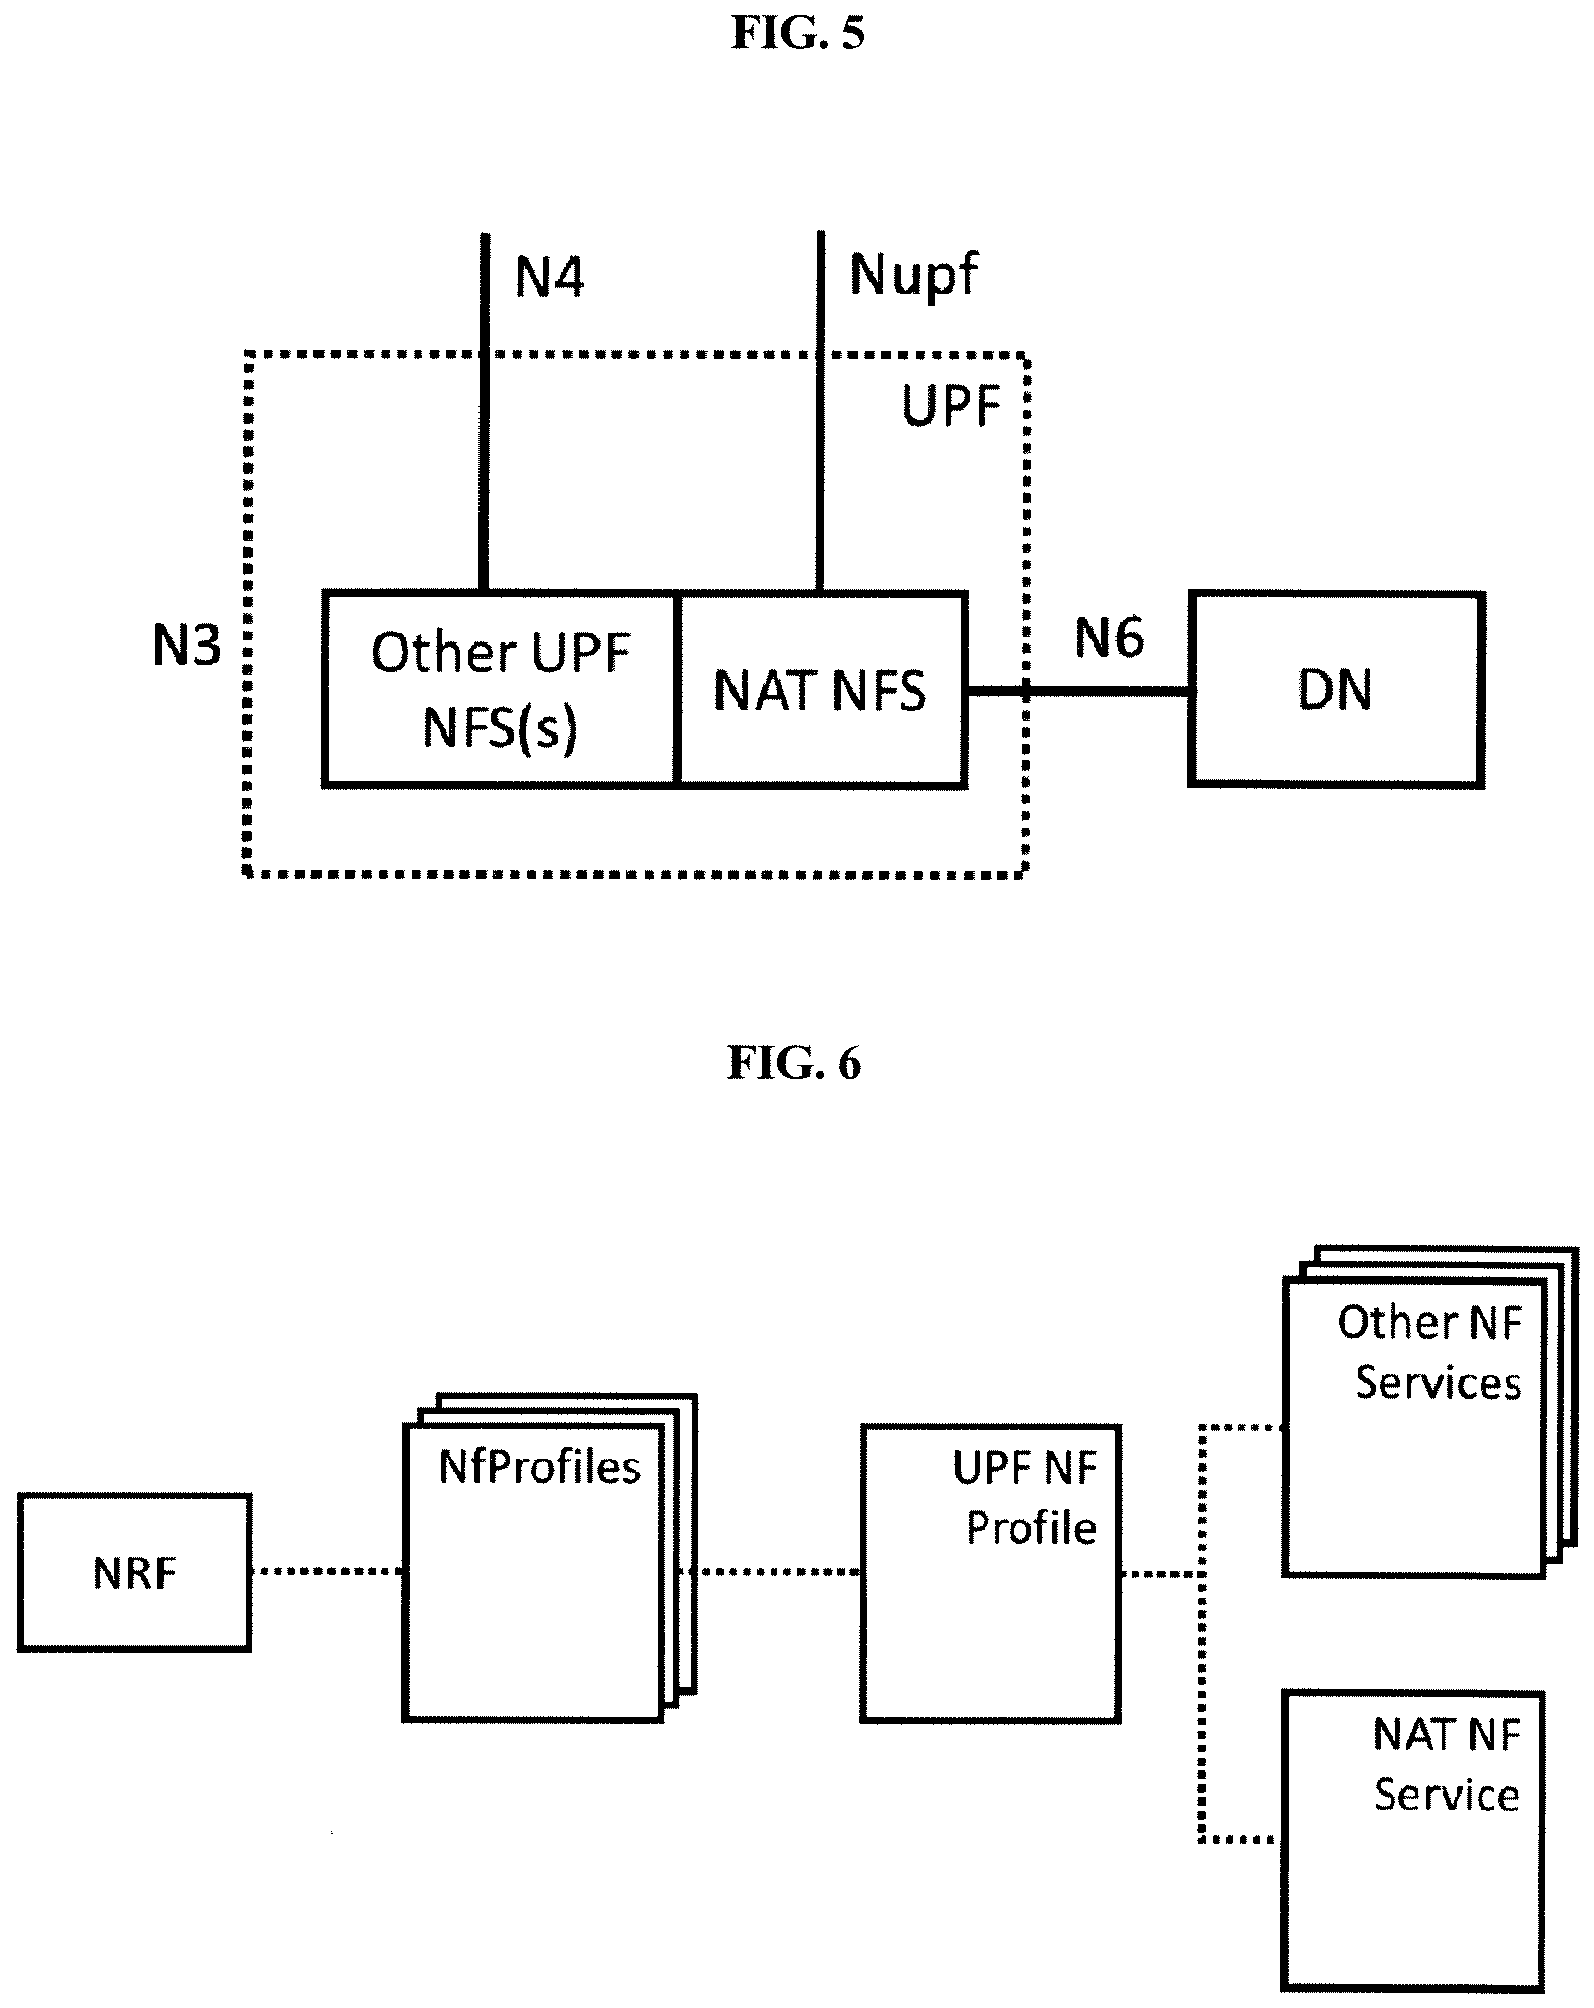 FIG. 5
N4
Nupf
UPF
N3
Other UPF
NFS(s)
NAT NFS
N6
DN
FIG. 6
Other NF
Services
NfProfiles
UPF NF
Profile
NRF
NAT NF
Service